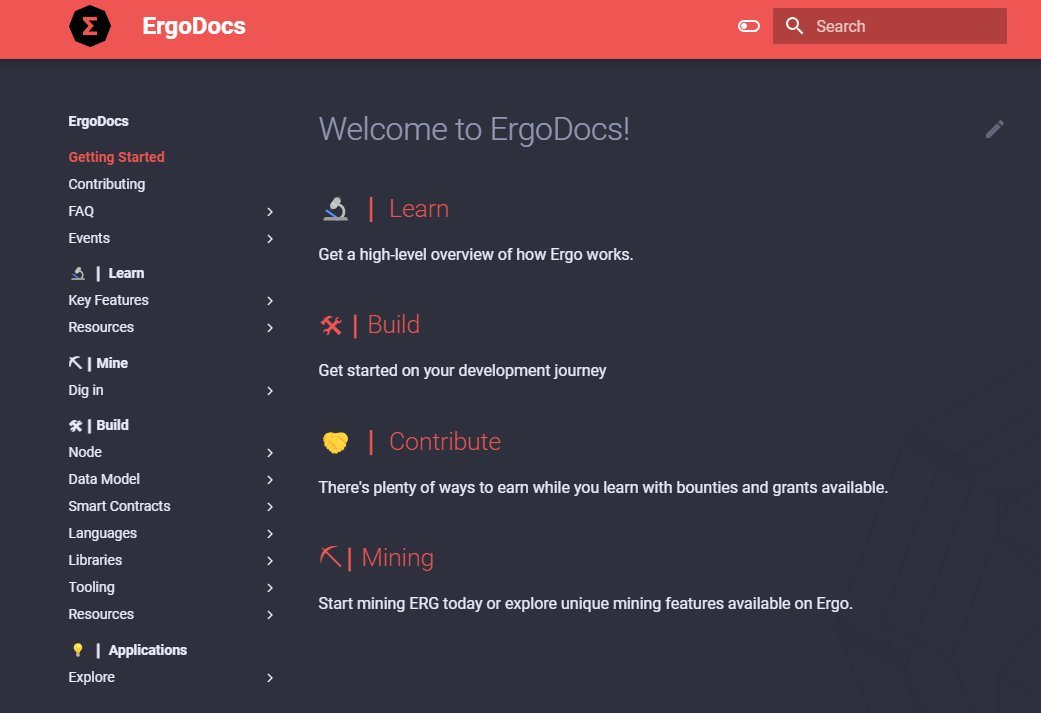 Σ ErgoDocs
Search
ErgoDocs
Getting Started
Contributing
FAQ
Events
| Learn
Key Features
Resources
| Mine
Dig in
| Build
Node
Data Model
Smart Contracts
Languages
Libraries
Tooling
Resources
| Applications
Explore
Welcome to ErgoDocs!
| Learn
Get a high-level overview of how Ergo works.
| Build
Get started on your development journey
| Contribute
There's plenty of ways to earn while you learn with bounties and grants available.
| Mining
Start mining ERG today or explore unique mining features available on Ergo.